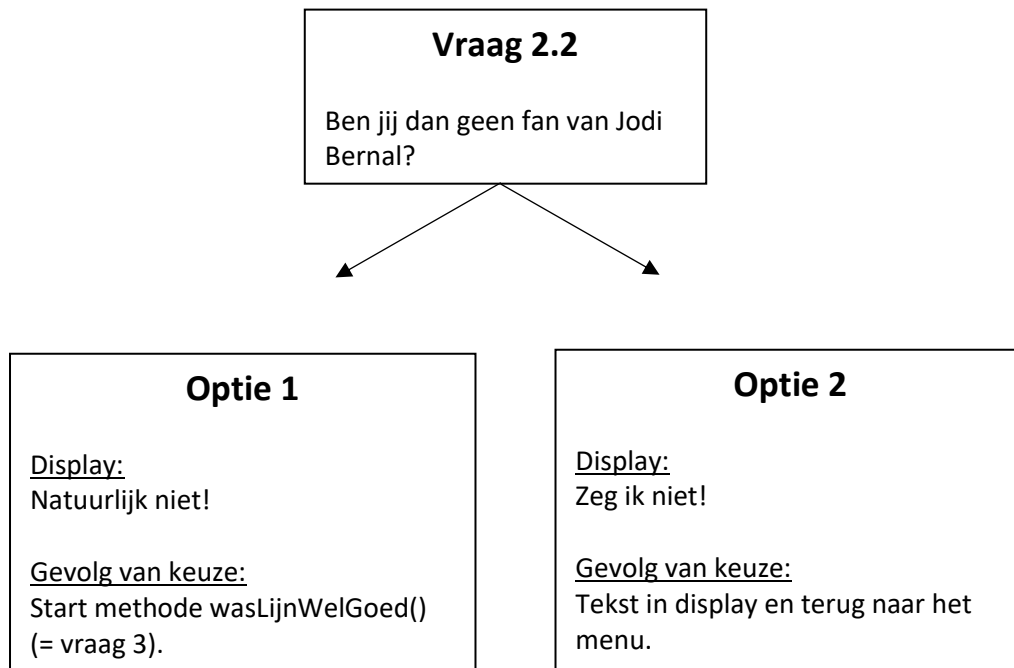 Vraag 2.2
Ben jij dan geen fan van Jodi
Bernal?
Optie 1
Display:
Natuurlijk niet!
Gevolg van keuze:
Start methode wasLijnWelGoed()
(= vraag 3).
Optie 2
Display:
Zeg ik niet!
Gevolg van keuze:
Tekst in display en terug naar het
menu.